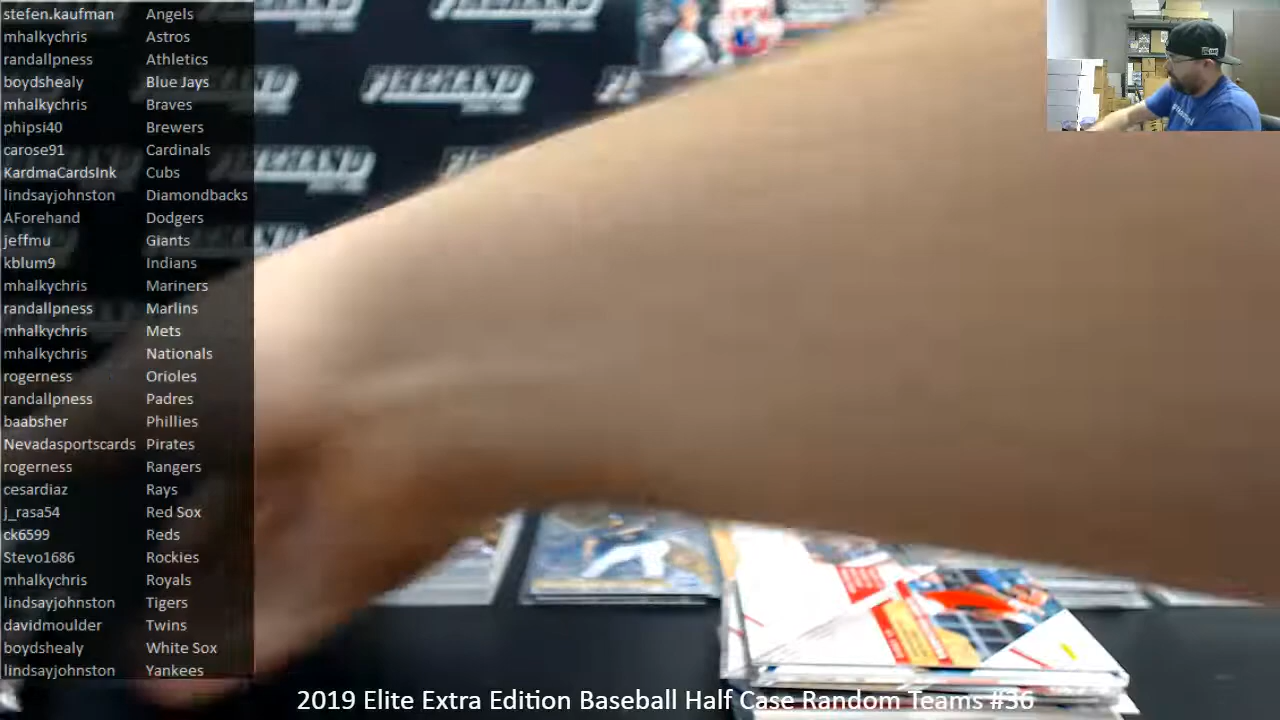 stefen.kaufman Angels
mhalkychris Astros
randallpness Athletics
boydshealy Blue Jays
mhalkychris Braves
phipsi40 Brewers
carose91 Cardinals
KardmaCardsInk Cubs
lindsayjohnston Diamondbacks
AForehand Dodgers
jeffmu Giants
kblum9 Indians
mhalkychris Mariners
randallpness Marlins
mhalkychris Mets
mhalkychris Nationals
rogerness Orioles
randallpness Padres
baabsher Phillies
Nevadasportscards Pirates
rogerness Rangers
cesardiaz Rays
j_rasa54 Red Sox
ck6599 Reds
Stevo1686 Rockies
mhalkychris Royals
lindsayjohnston Tigers
davidmoulder Twins
boydshealy White Sox
lindsayjohnston Yankees
2019 Elite Extra Edition Baseball Half Case Random Teams #36